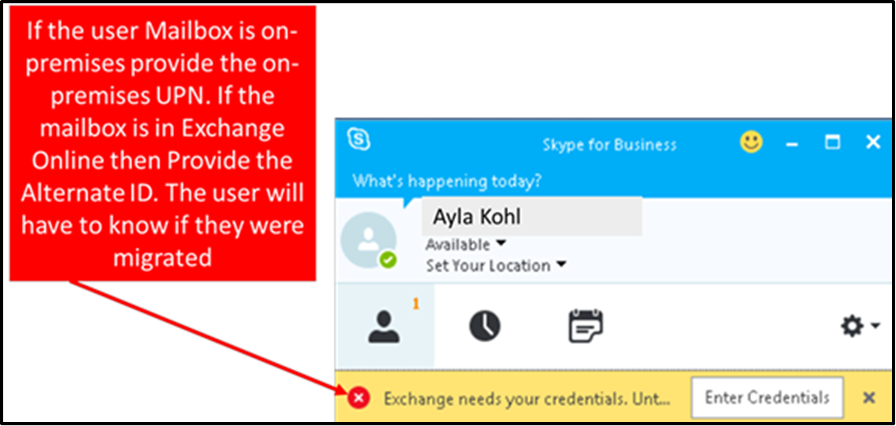 If the user Mailbox is on-
premises provide the on-
premises UPN. If the
mailbox is in Exchange
Online then Provide the
Alternate ID. The user will
have to know if they were
migrated
Skype for Business
What's happening today?
Ayla Kohl
Available
Set Your Location
1
Exchange needs your credentials. Unt... Enter Credentials